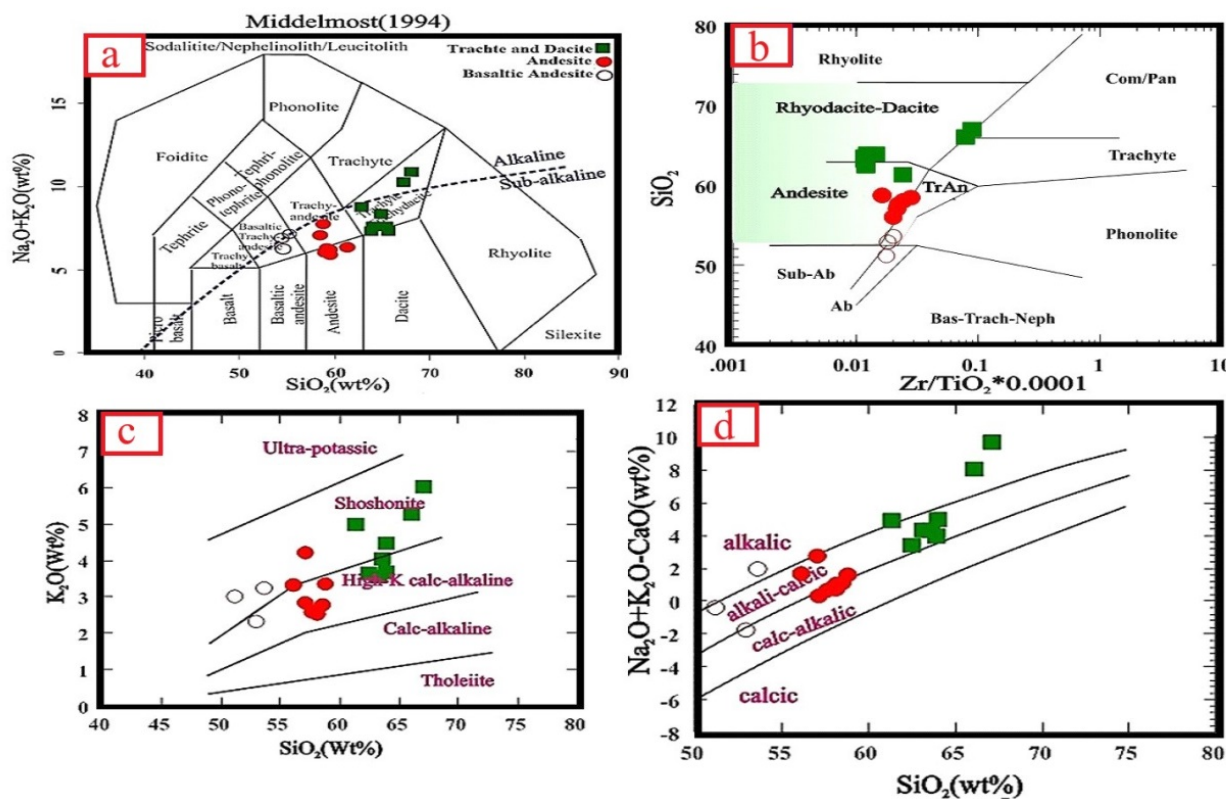 Middelmost(1994)
a
Sodalitite/Nephelinolith/Leucitolith
Trachte and Dacite
Andesite
Basaltic Andesite
Na₂O+K₂O(wt%)
15
10
5
0
Phonolite
Foidite
Tephri-
phonolite
Phono-
tephrite
Trachyte
Alkaline
Sub-alkaline
Tephrite
Trachy-
andesite
Trachyte
Basaltic
Trachy-
andesite
Trachy-
basalt
Rhyolite
basalt
Basalt
Basaltic
andesite
Andesite
Dacite
Silexite
40
50
60
70
80
90
SiO₂(wt%)
b
SiO₂
80
70
60
50
40
Rhyolite
Com/Pan
Rhyodacite-Dacite
Trachyte
Andesite
TrAn
Phonolite
Sub-Ab
Ab
Bas-Trach-Neph
.001
0.01
0.1
1
10
Zr/TiO₂*0.0001
c
K₂O(Wt%)
8
7
6
5
4
3
2
1
0
Ultra-potassic
Shoshonite
High-K calc-alkaline
Calc-alkaline
Tholeiite
40
45
50
55
60
65
70
75
80
SiO₂(Wt%)
d
Na₂O+K₂O-CaO(wt%)
12
10
8
6
4
2
0
-2
-4
-6
-8
alkalic
alkali-calcic
calc-alkalic
calcic
50
55
60
65
70
75
80
SiO₂(wt%)